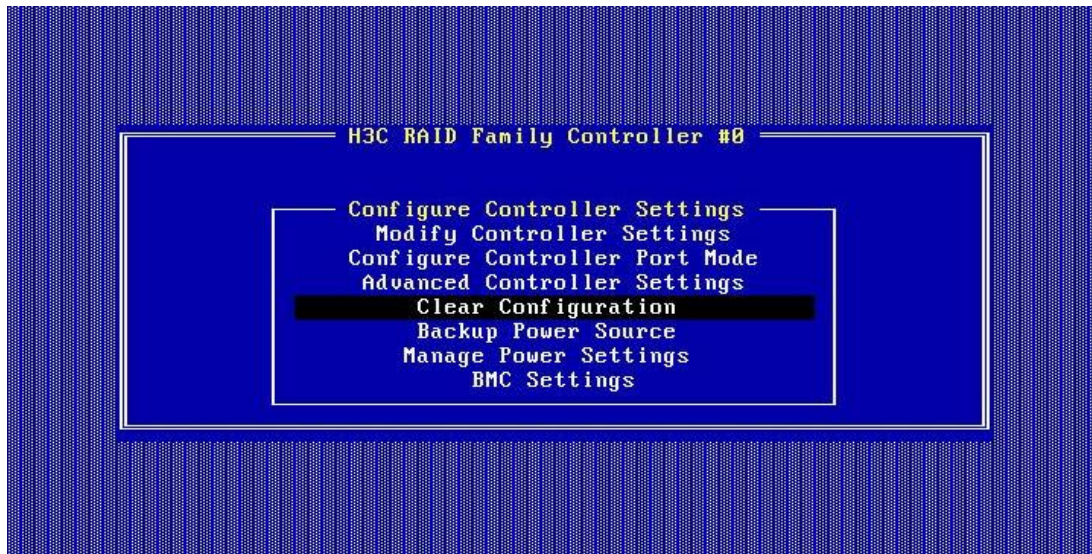 H3C RAID Family Controller #0
Configure Controller Settings
Modify Controller Settings
Configure Controller Port Mode
Advanced Controller Settings
Clear Configuration
Backup Power Source
Manage Power Settings
BMC Settings